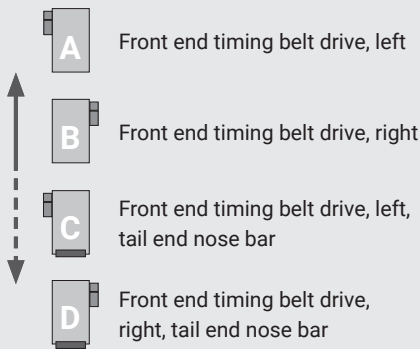 A
Front end timing belt drive, left
B
Front end timing belt drive, right
C
Front end timing belt drive, left,
tail end nose bar
D
Front end timing belt drive,
right, tail end nose bar